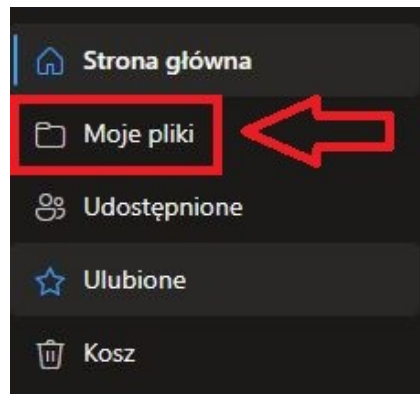 Strona główna
Moje pliki
Udostępnione
Ulubione
Kosz